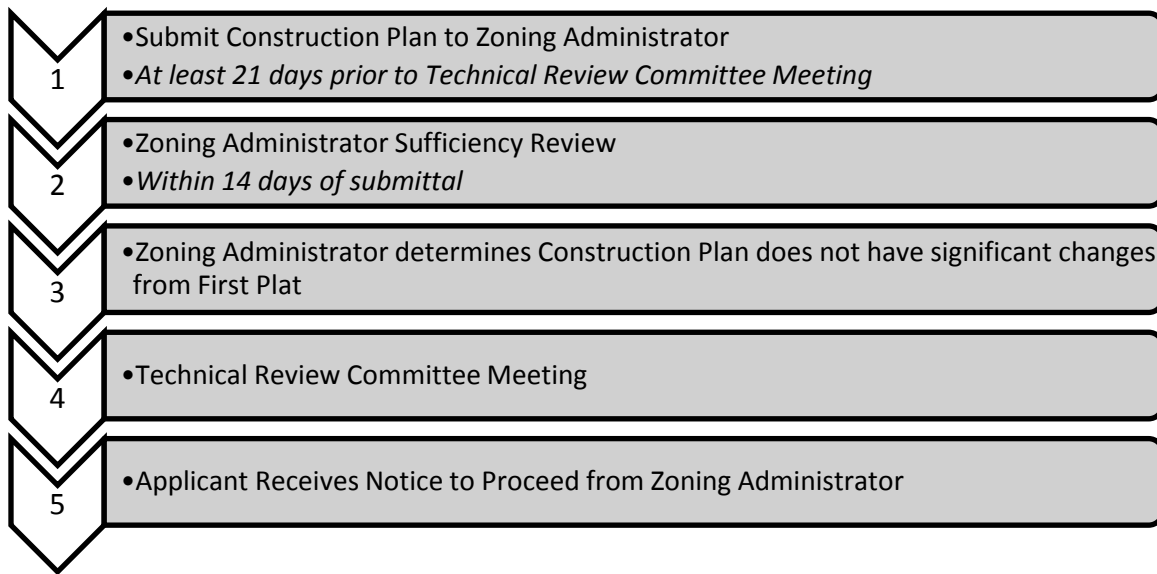 1
•Submit Construction Plan to Zoning Administrator
•At least 21 days prior to Technical Review Committee Meeting
2
•Zoning Administrator Sufficiency Review
•Within 14 days of submittal
3
•Zoning Administrator determines Construction Plan does not have significant changes
from First Plat
4
•Technical Review Committee Meeting
5
•Applicant Receives Notice to Proceed from Zoning Administrator